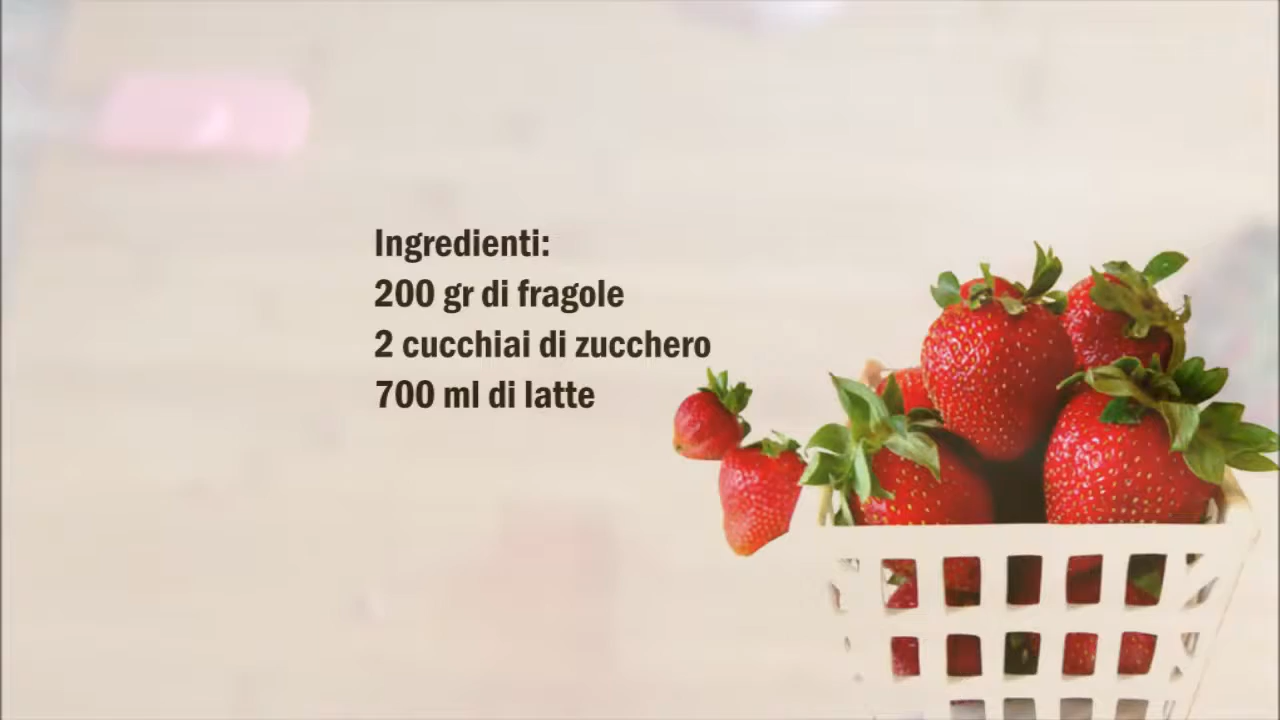 Ingredienti:
200 gr di fragole
2 cucchiai di zucchero
700 ml di latte